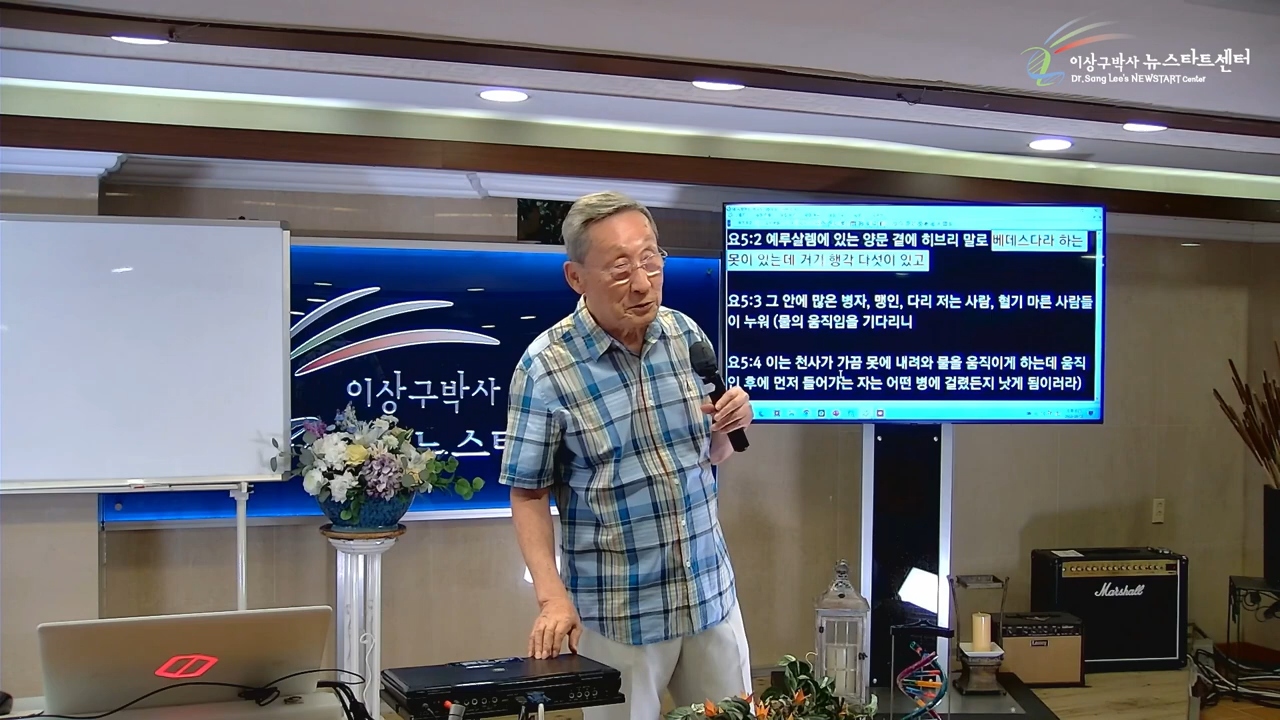 이상구박사 뉴스타트센터
Dr. Sang Lee's NEWSTART Center
요5:2 예루살렘에 있는 양문 곁에 히브리 말로 베데스다라 하는
못이 있는데 거기 행각 다섯이 있고
요5:3 그 안에 많은 병자, 맹인, 다리 저는 사람, 혈기 마른 사람들
이 누워 (물의 움직임을 기다리니
요5:4 이는 천사가 가끔 못에 내려와 물을 움직이게 하는데 움직
인 후에 먼저 들어가는 자는 어떤 병에 걸렸든지 낫게 됨이러라)
이상구박사
뉴스타
Marshall
Laney